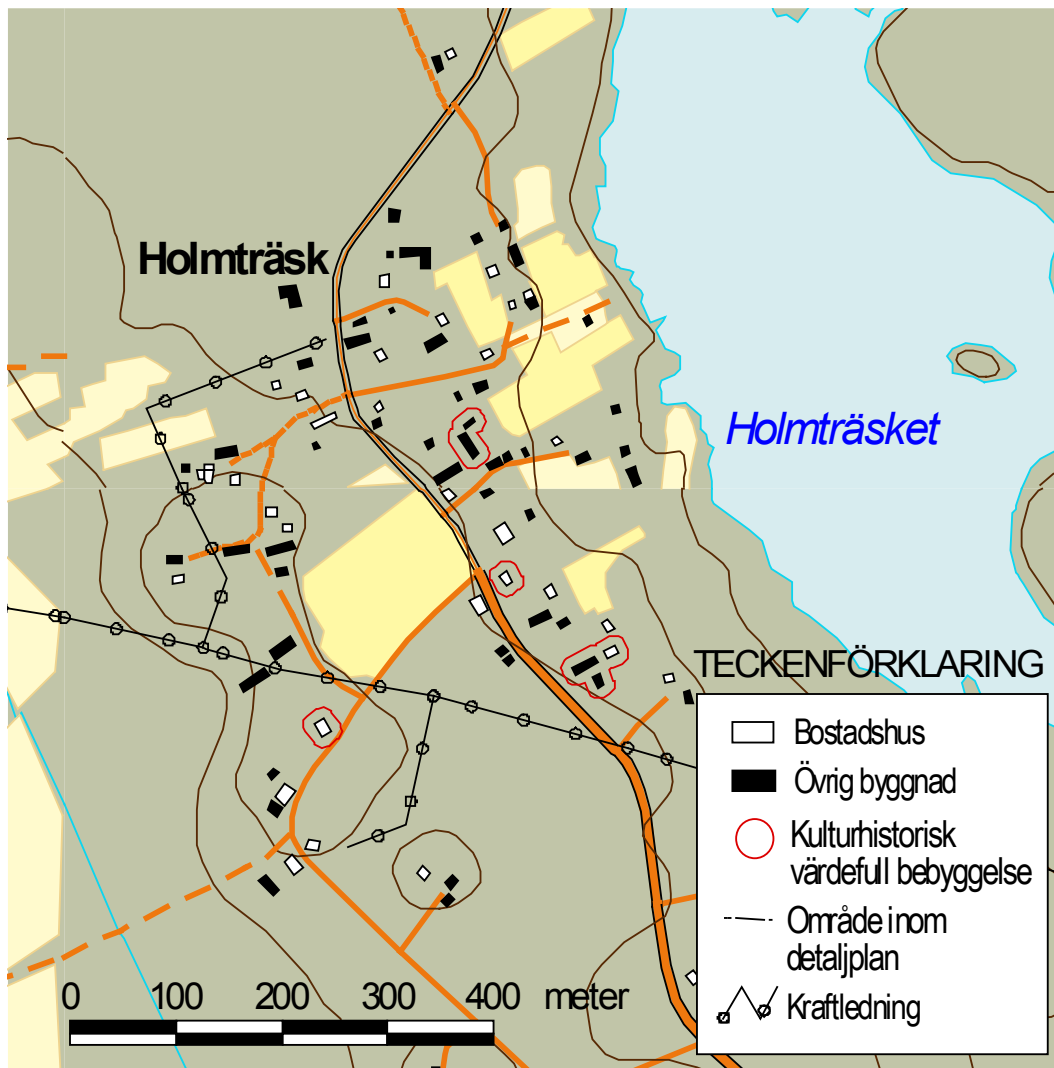 Holmträsk
Holmträsket
TECKENFÖRKLARING
Bostadshus
Övrig byggnad
Kulturhistorisk
värdefull bebyggelse
Område inom
detaljplan
Kraftledning
0 100 200 300 400 meter